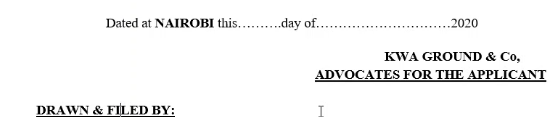 Dated at NAIROBI this……….day of…………………………2020
KWA GROUND & Co,
ADVOCATES FOR THE APPLICANT
DRAWN & FILED BY: